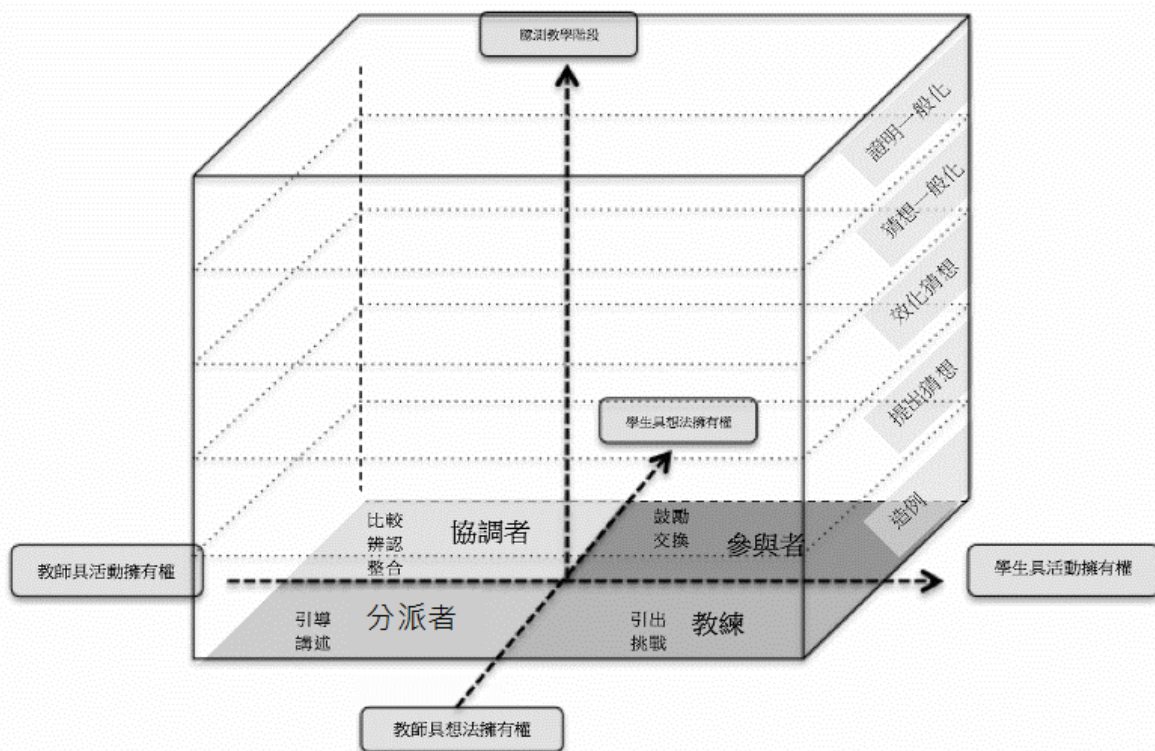 臆測教學階段
證明一般化
猜想一般化
效化猜想
提出猜想
造例
學生具想法擁有權
比較
辨認
整合
協調者
鼓勵
交換
參與者
教師具活動擁有權
學生具活動擁有權
引導
講述
分派者
引出
挑戰
教練
教師具想法擁有權